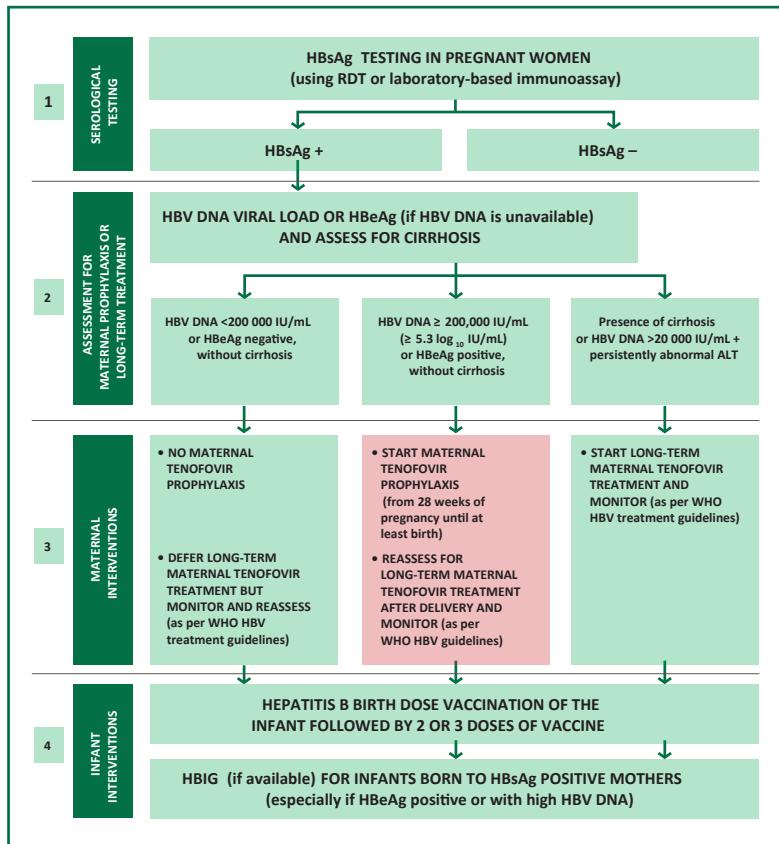 1
SEROLOGICAL
TESTING
HBsAg TESTING IN PREGNANT WOMEN
(using RDT or laboratory-based immunoassay)
HBsAg +
HBsAg –
2
ASSESSMENT FOR
MATERNAL PROPHYLAXIS OR
LONG-TERM TREATMENT
HBV DNA VIRAL LOAD OR HBeAg (if HBV DNA is unavailable)
AND ASSESS FOR CIRRHOSIS
HBV DNA <200 000 IU/mL
or HBeAg negative,
without cirrhosis
HBV DNA ≥ 200,000 IU/mL
(≥ 5.3 log 10 IU/mL)
or HBeAg positive,
without cirrhosis
Presence of cirrhosis
or HBV DNA >20 000 IU/mL +
persistently abnormal ALT
3
MATERNAL
INTERVENTIONS
• NO MATERNAL
TENOFOVIR
PROPHYLAXIS
• DEFER LONG-TERM
MATERNAL TENOFOVIR
TREATMENT BUT
MONITOR AND REASSESS
(as per WHO HBV
treatment guidelines)
• START MATERNAL
TENOFOVIR
PROPHYLAXIS
(from 28 weeks of
pregnancy until at
least birth)
• REASSESS FOR
LONG-TERM MATERNAL
TENOFOVIR TREATMENT
AFTER DELIVERY AND
MONITOR (as per
WHO HBV guidelines)
• START LONG-TERM
MATERNAL TENOFOVIR
TREATMENT AND
MONITOR (as per WHO
HBV treatment guidelines)
4
INFANT
INTERVENTIONS
HEPATITIS B BIRTH DOSE VACCINATION OF THE
INFANT FOLLOWED BY 2 OR 3 DOSES OF VACCINE
HBIG (if available) FOR INFANTS BORN TO HBsAg POSITIVE MOTHERS
(especially if HBeAg positive or with high HBV DNA)